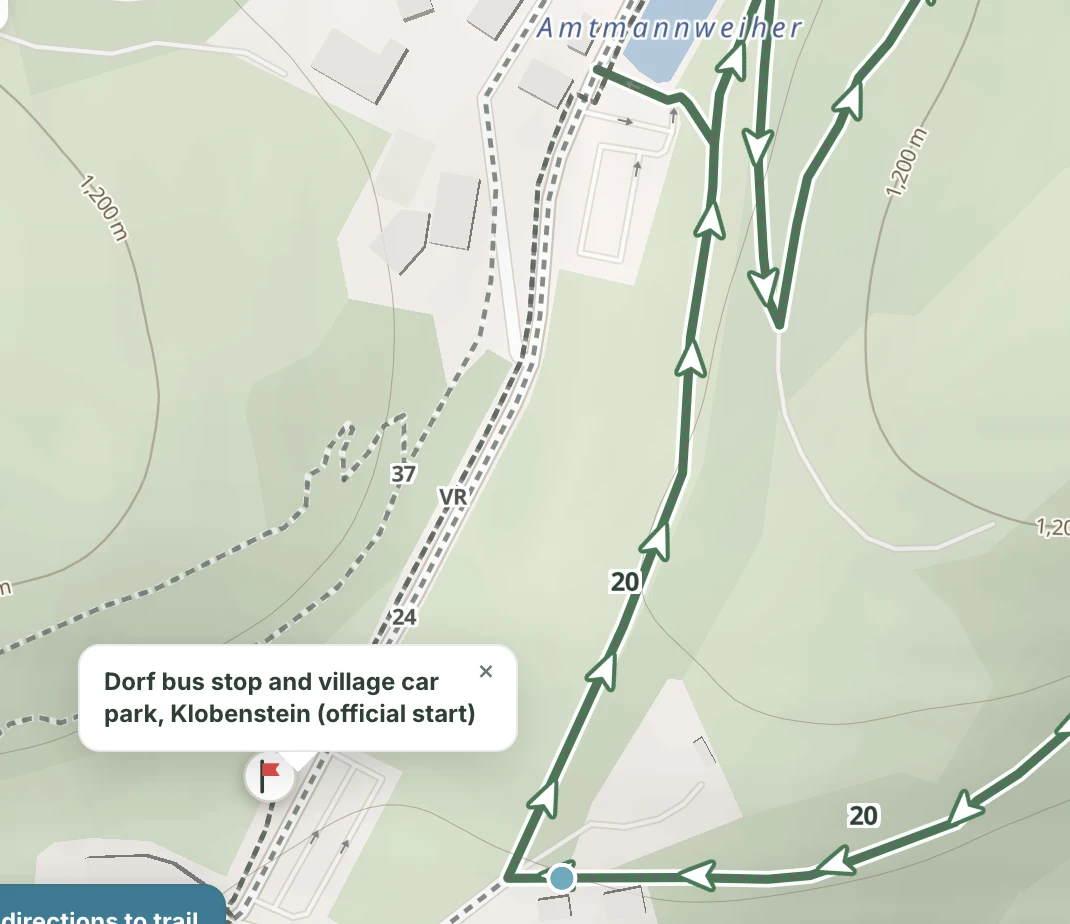 Amtmannweiher
1,200 m
1,200 m
37
VR
1,20
20
m
24
Dorf bus stop and village car
park, Klobenstein (official start)
×
20
directions to trail